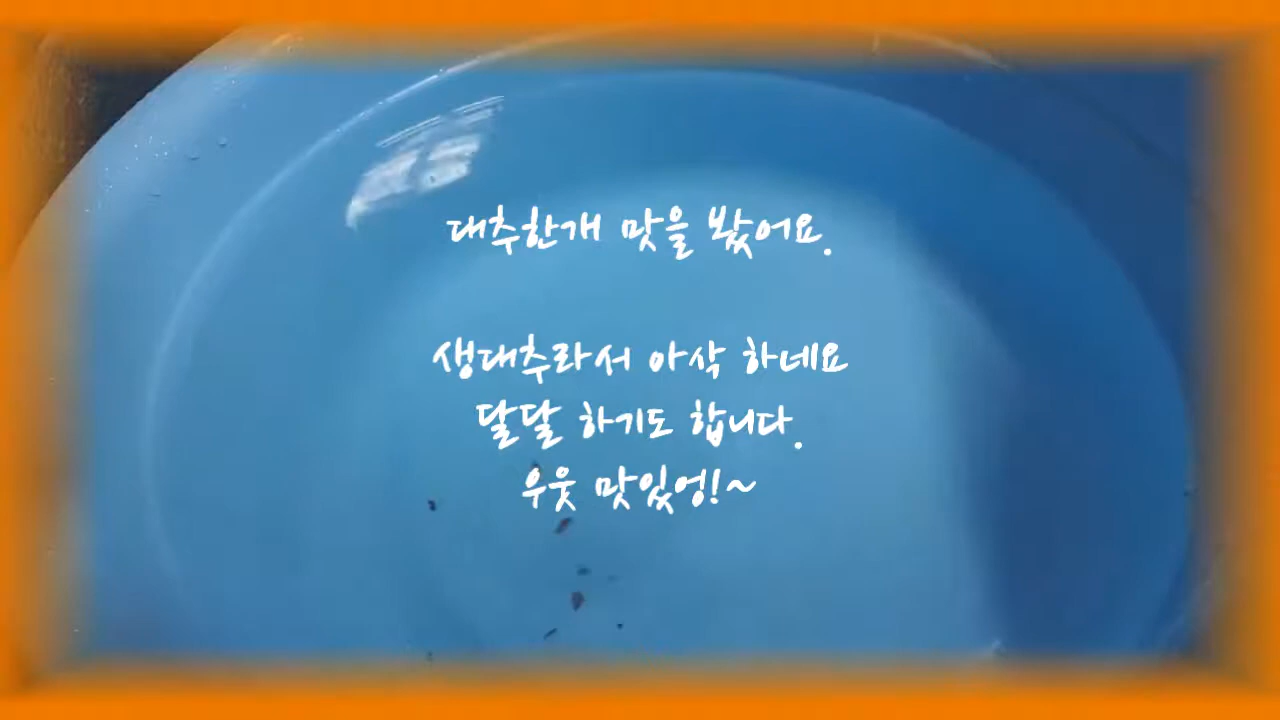 대추한개 맛을 봤어요.
생대추라서 아삭 하네요
달달 하기도 합니다.
우웃 맛있엉!~